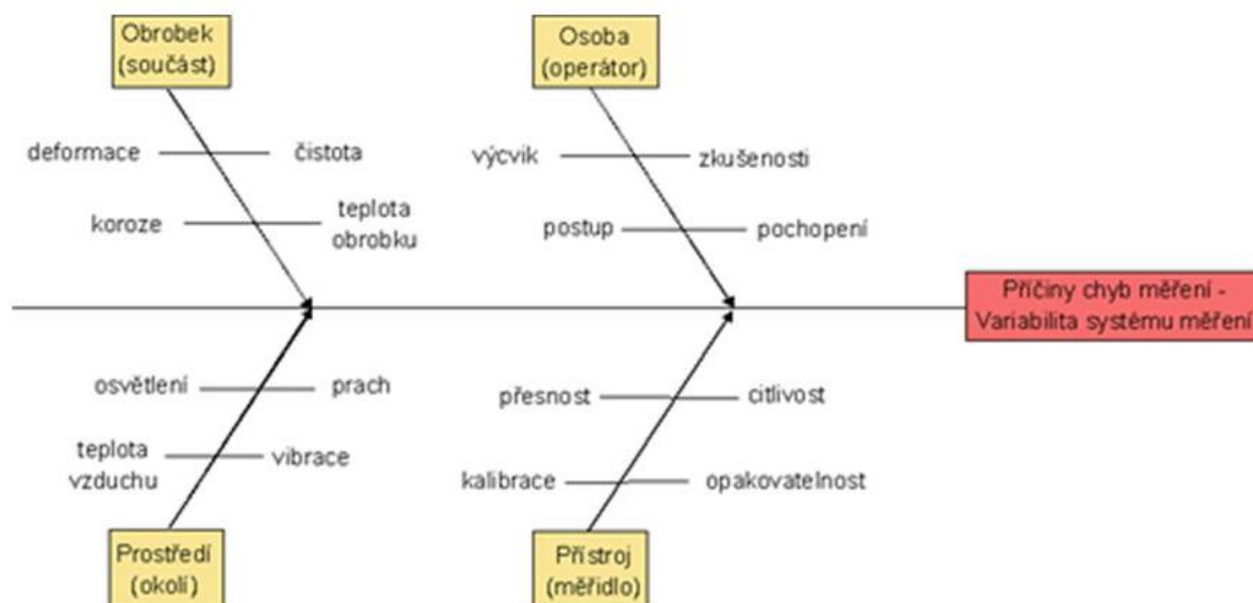 Obrobek
(součást)
Osoba
(operátor)
deformace
čistota
výcvik
zkušenosti
koroze
teplota
obrobku
postup
pochopení
Příčiny chyb měření -
Variabilita systému měření
osvětlení
prach
přesnost
citlivost
teplota
vzduchu
vibrace
kalibrace
opakovatelnost
Prostředí
(okolí)
Přístroj
(měřidlo)